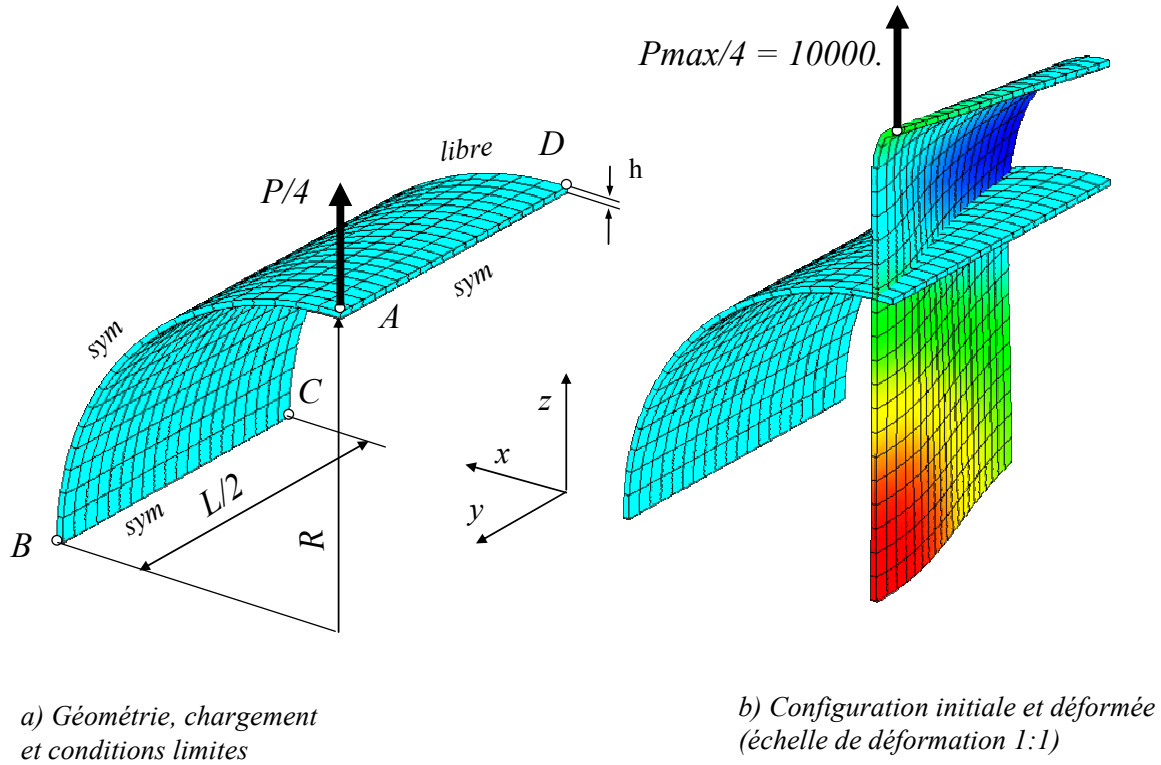 Pmax/4 = 10000.
libre
D
h
P/4
sym
A
sym
C
z
x
y
L/2
sym
R
B
a) Géométrie, chargement
et conditions limites
b) Configuration initiale et déformée
(échelle de déformation 1:1)